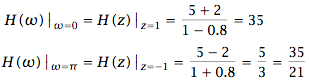 H(ω)|ω=0 = H(z)|z=1 = (5 + 2)/(1 − 0.8) = 35
H(ω)|ω=π = H(z)|z=−1 = (5 − 2)/(1 + 0.8) = 5/3 = 35/21